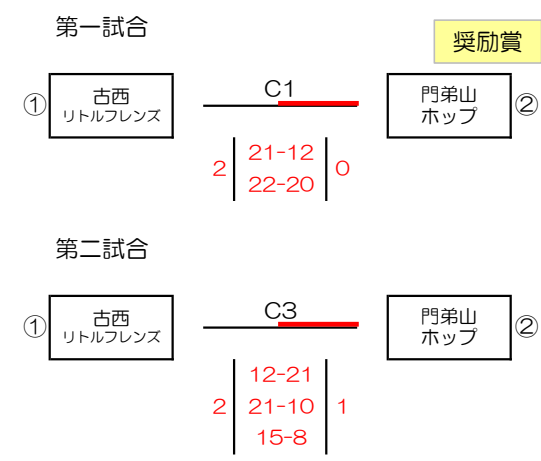 第一試合
奨励賞
① 古西 リトルフレンズ C1 門弟山 ホップ ②
2 21-12 0
22-20
第二試合
① 古西 リトルフレンズ C3 門弟山 ホップ ②
12-21
2 21-10 1
15-8